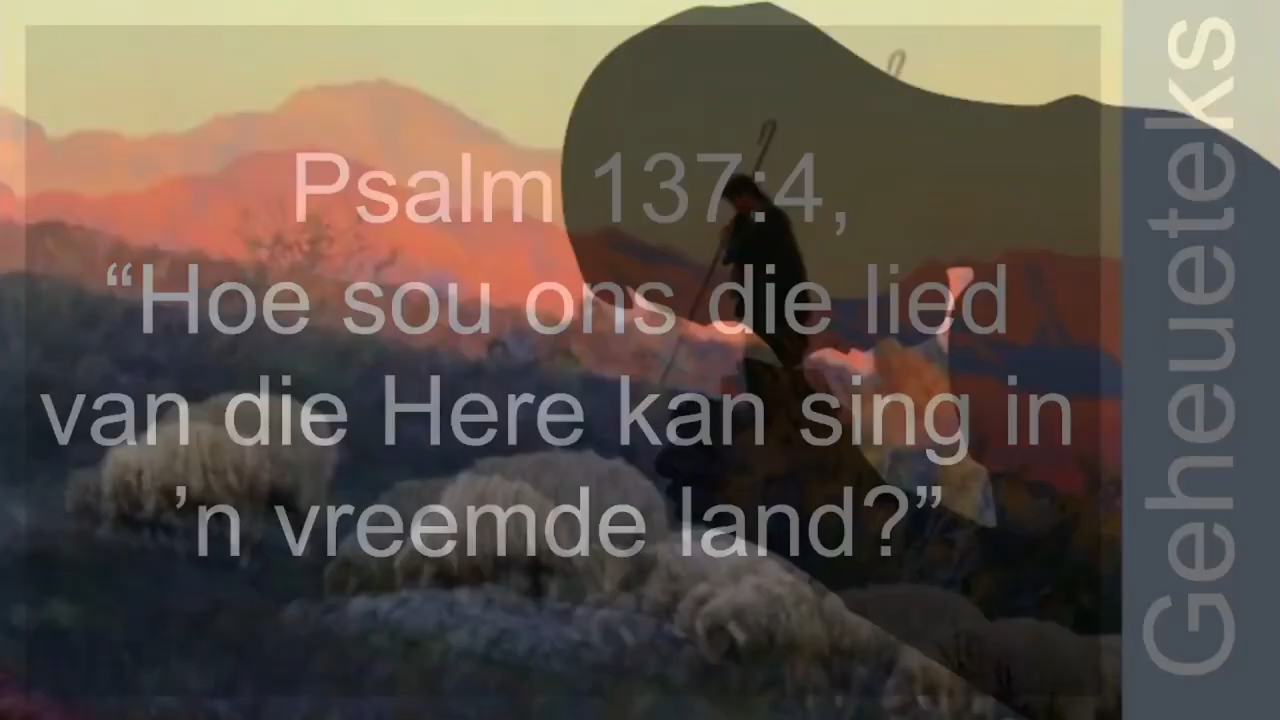 Psalm 137:4,
“Hoe sou ons die lied
van die Here kan sing in
’n vreemde land?”
Geheueteks